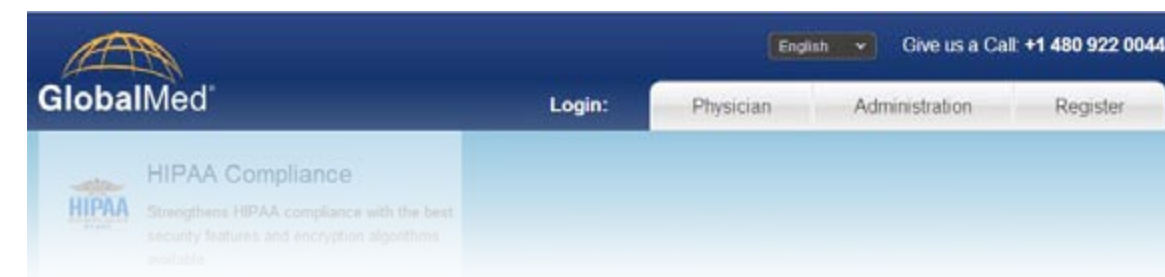 English Give us a Call: +1 480 922 0044
GlobalMed
Login: Physician Administration Register
HIPAA Compliance
HIPAA
Strengthens HIPAA compliance with the best
security features and encryption algorithms
available